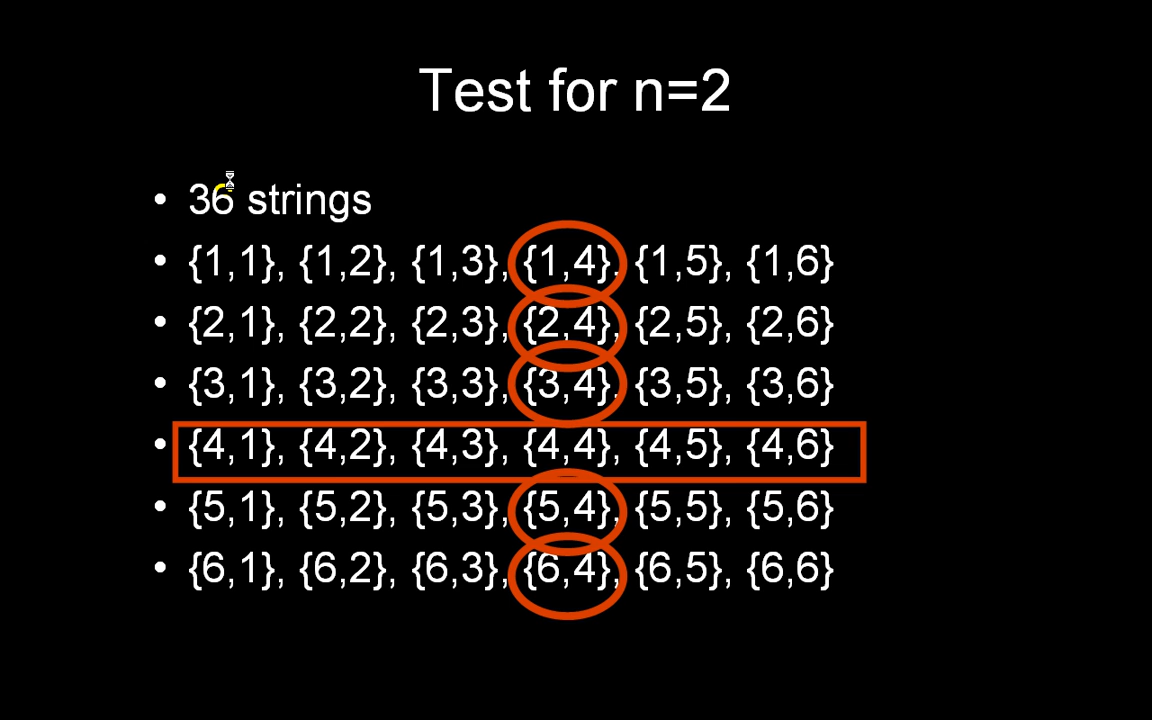 Test for n=2
• 36 strings
• {1,1}, {1,2}, {1,3}, {1,4}, {1,5}, {1,6}
• {2,1}, {2,2}, {2,3}, {2,4}, {2,5}, {2,6}
• {3,1}, {3,2}, {3,3}, {3,4}, {3,5}, {3,6}
• {4,1}, {4,2}, {4,3}, {4,4}, {4,5}, {4,6}
• {5,1}, {5,2}, {5,3}, {5,4}, {5,5}, {5,6}
• {6,1}, {6,2}, {6,3}, {6,4}, {6,5}, {6,6}